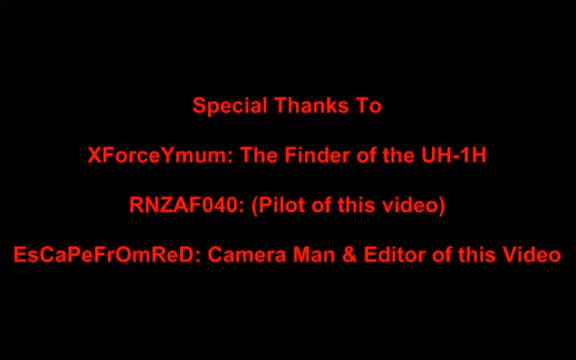 Special Thanks To
XForceYmum: The Finder of the UH-1H
RNZAF040: (Pilot of this video)
EsCaPeFrOmReD: Camera Man & Editor of this Video